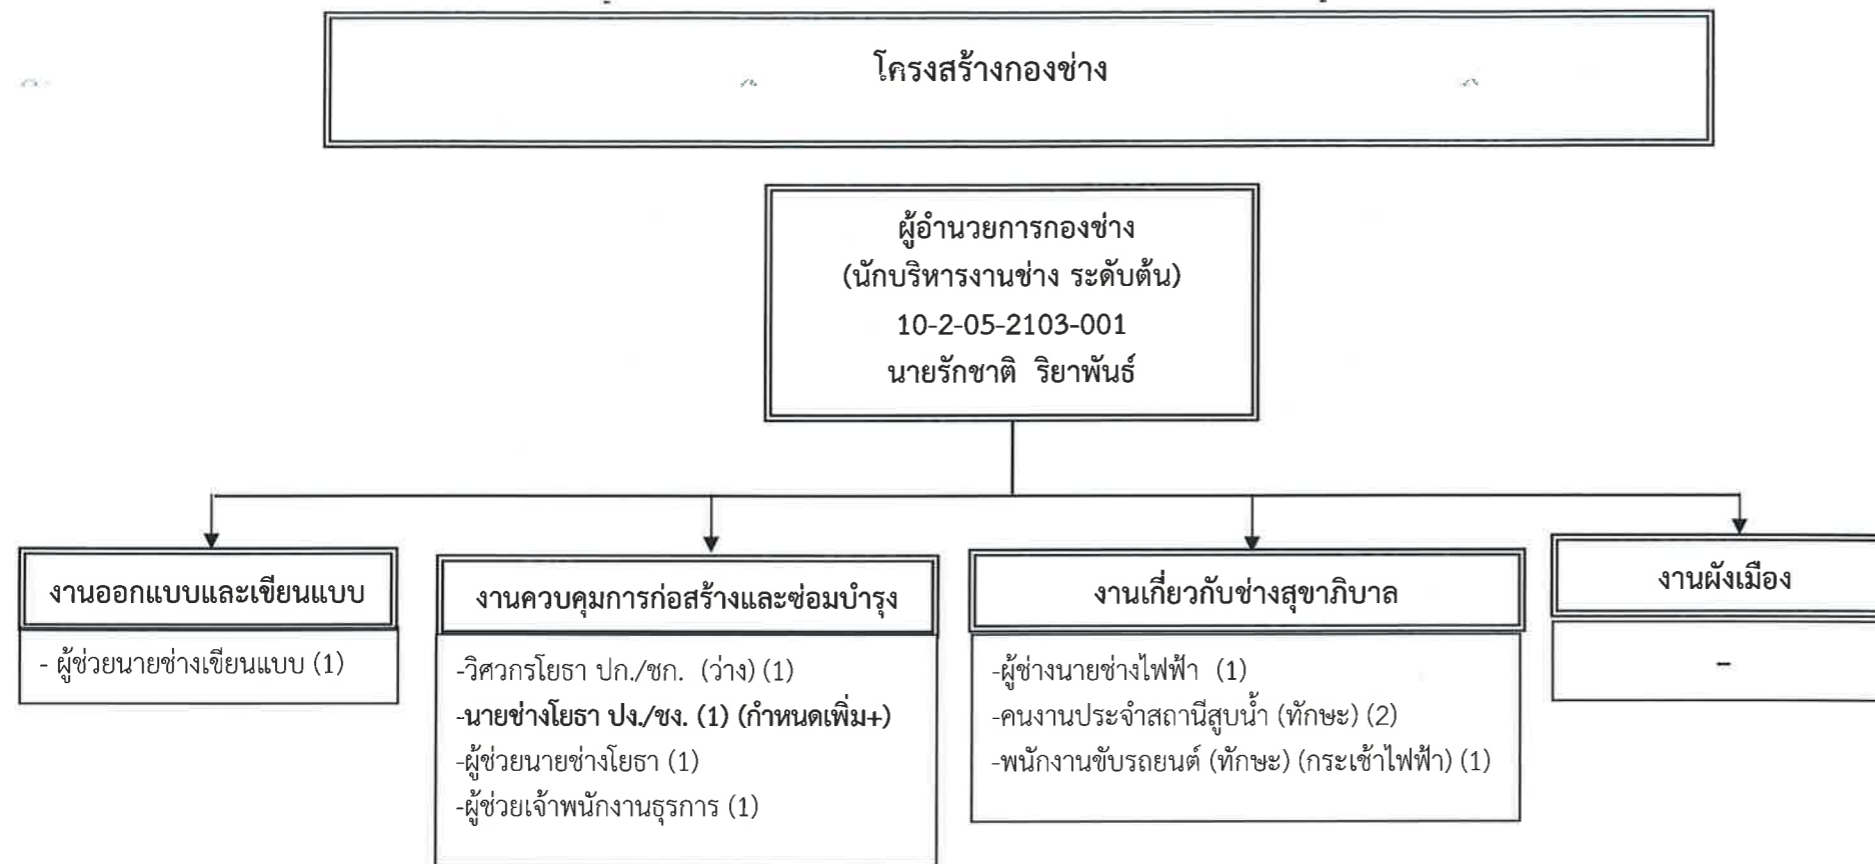 โครงสร้างกองช่าง
ผู้อำนวยการกองช่าง
(นักบริหารงานช่าง ระดับต้น)
10-2-05-2103-001
นายรักชาติ ริยาพันธ์
งานออกแบบและเขียนแบบ
- ผู้ช่วยนายช่างเขียนแบบ (1)
งานควบคุมการก่อสร้างและซ่อมบำรุง
-วิศวกรโยธา ปก./ชก. (ว่าง) (1)
-นายช่างโยธา ปง./ชง. (1) (กำหนดเพิ่ม+)
-ผู้ช่วยนายช่างโยธา (1)
-ผู้ช่วยเจ้าพนักงานธุรการ (1)
งานเกี่ยวกับช่างสุขาภิบาล
-ผู้ช่างนายช่างไฟฟ้า (1)
-คนงานประจำสถานีสูบน้ำ (ทักษะ) (2)
-พนักงานขับรถยนต์ (ทักษะ) (กระเช้าไฟฟ้า) (1)
งานผังเมือง
-